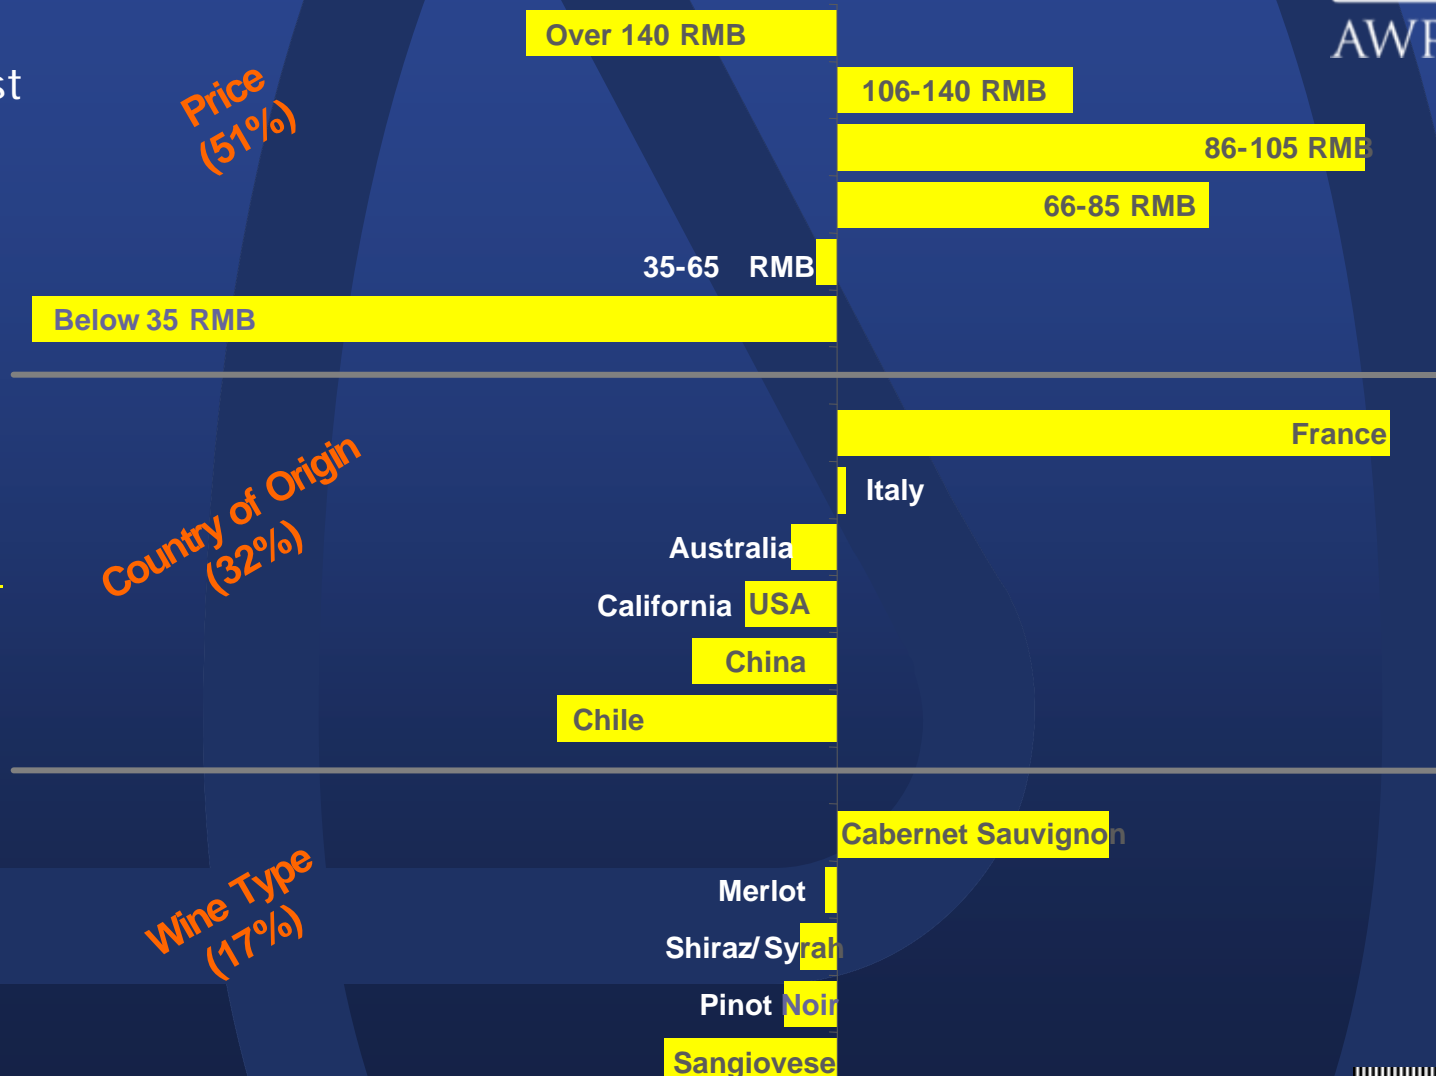 st
AWR
Price
(51%)
Over 140 RMB
106-140 RMB
86-105 RMB
66-85 RMB
35-65 RMB
Below 35 RMB
Country of Origin
(32%)
France
Italy
Australia
California USA
China
Chile
Wine Type
(17%)
Cabernet Sauvignon
Merlot
Shiraz/ Syrah
Pinot Noir
Sangiovese